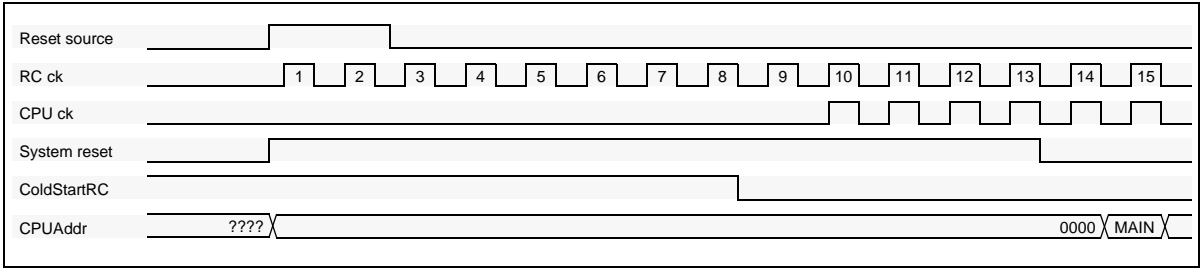 Reset source
RC ck 1 2 3 4 5 6 7 8 9 10 11 12 13 14 15
CPU ck
System reset
ColdStartRC
CPUAddr ???? 0000 MAIN